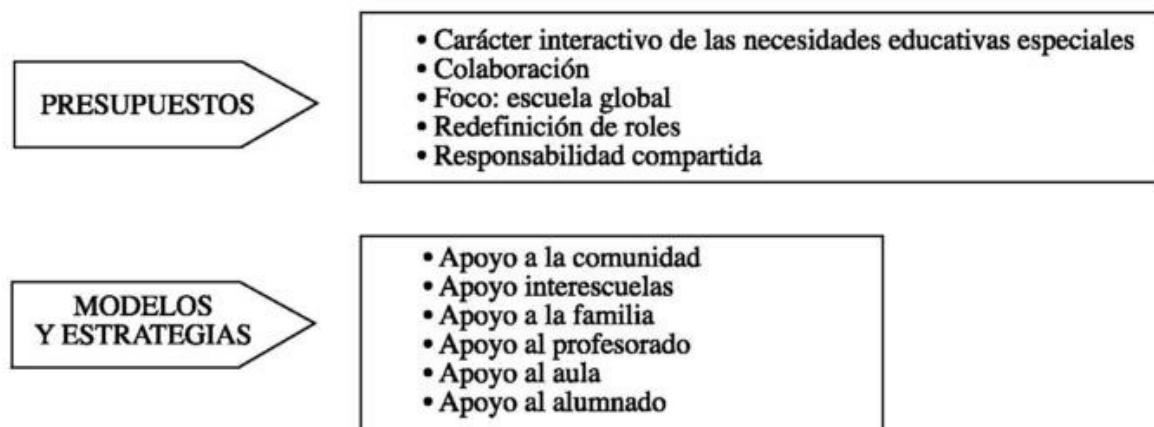 PRESUPUESTOS
• Carácter interactivo de las necesidades educativas especiales
• Colaboración
• Foco: escuela global
• Redefinición de roles
• Responsabilidad compartida
MODELOS
Y ESTRATEGIAS
• Apoyo a la comunidad
• Apoyo interescuelas
• Apoyo a la familia
• Apoyo al profesorado
• Apoyo al aula
• Apoyo al alumnado